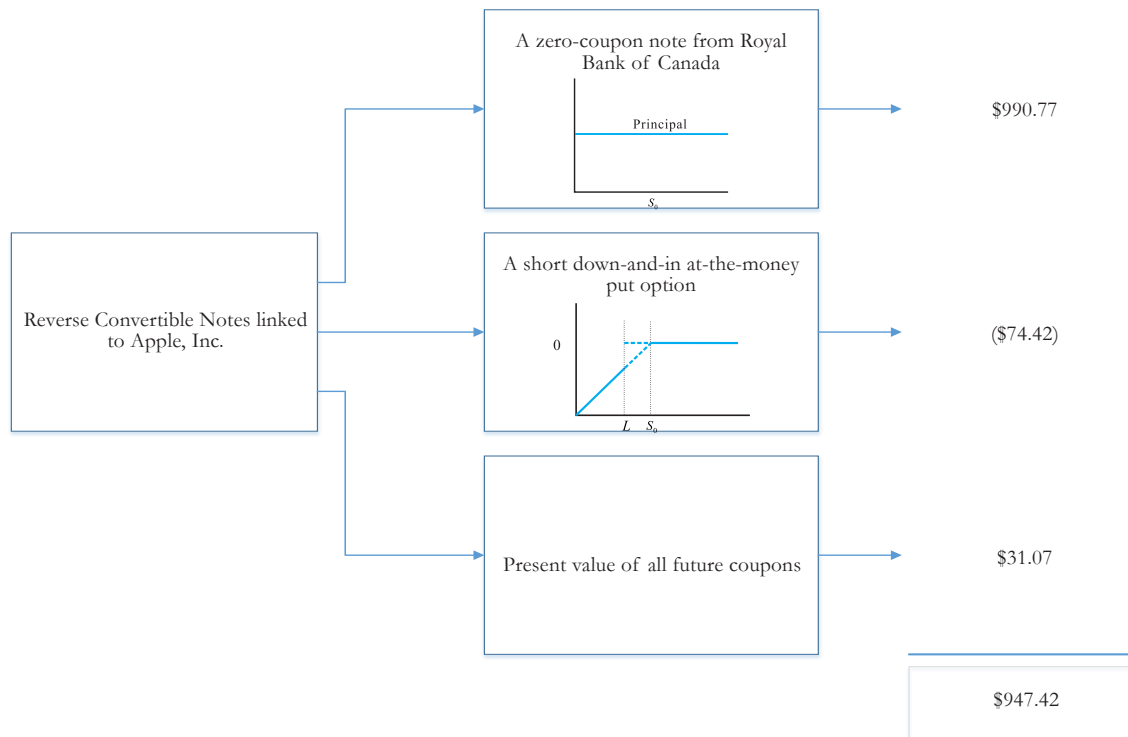 A zero-coupon note from Royal
Bank of Canada
Principal
S₀
$990.77
Reverse Convertible Notes linked
to Apple, Inc.
A short down-and-in at-the-money
put option
0
L S₀
($74.42)
Present value of all future coupons
$31.07
$947.42